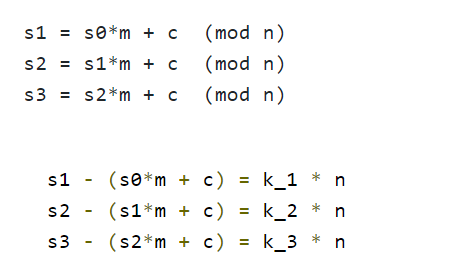 s1 = s0*m + c (mod n)
s2 = s1*m + c (mod n)
s3 = s2*m + c (mod n)
s1 - (s0*m + c) = k_1 * n
s2 - (s1*m + c) = k_2 * n
s3 - (s2*m + c) = k_3 * n